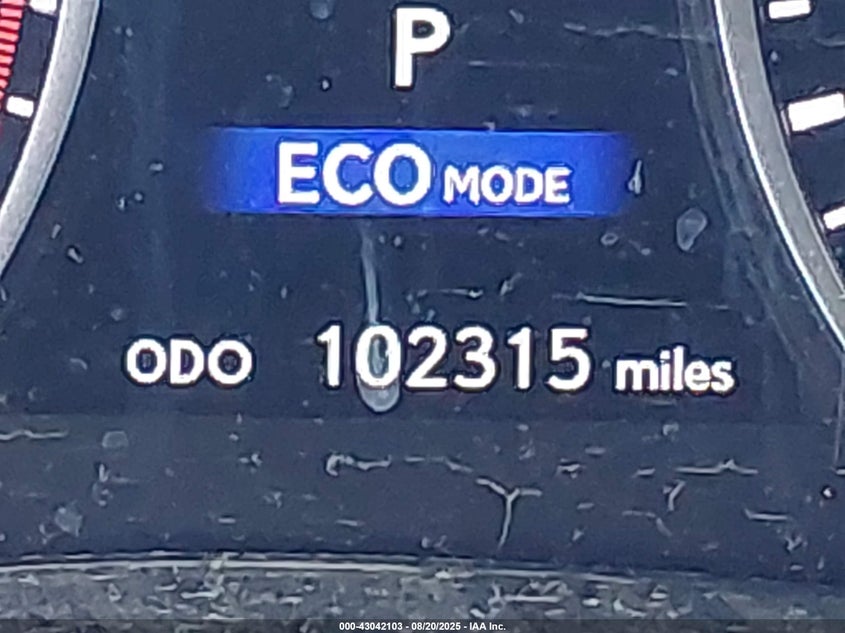 P
ECO MODE
ODO 102315 miles
000-43042103 - 08/20/2025 - IAA Inc.